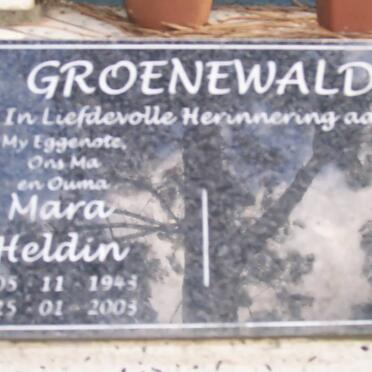 GROENEWALD
In Liefdevolle Herinnering aa
My Eggenote,
Ons Ma
en Ouma
Mara
Heldin
05 - 11 - 1943
25 - 01 - 2003